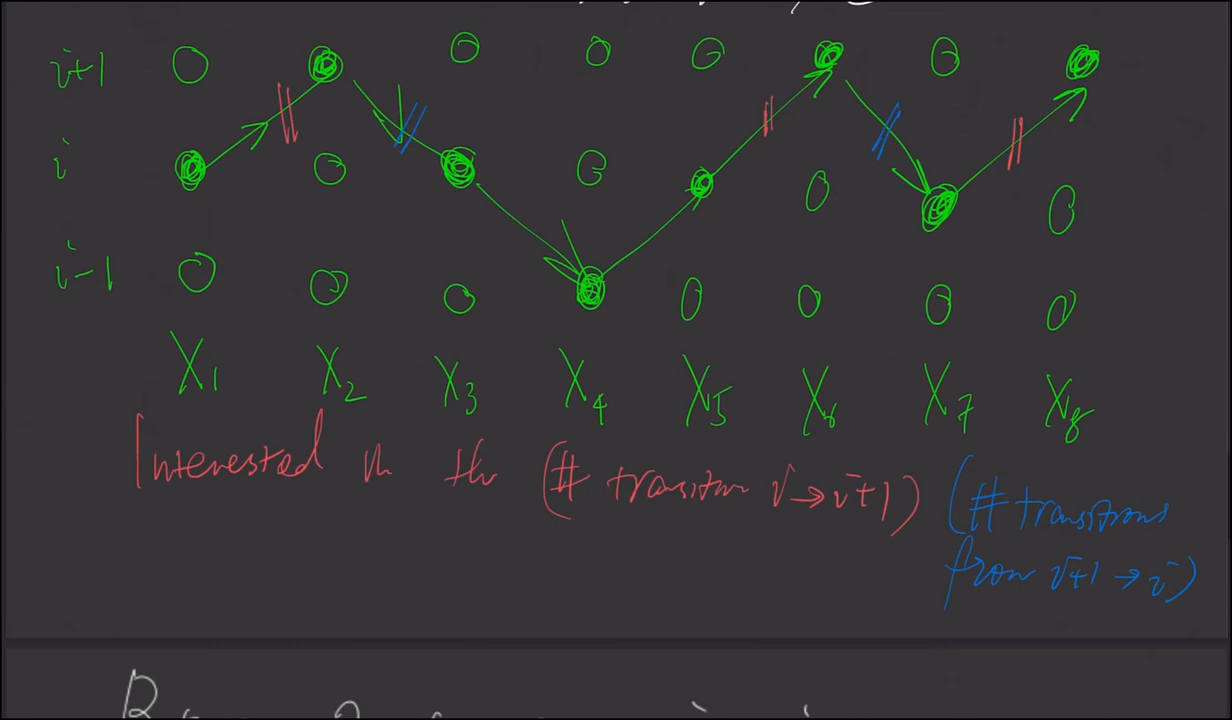 i+1
i
i-1
X1 X2 X3 X4 X5 X6 X7 X8
Interested in the (# transition i→i+1) (# transitions
from i+1→i)